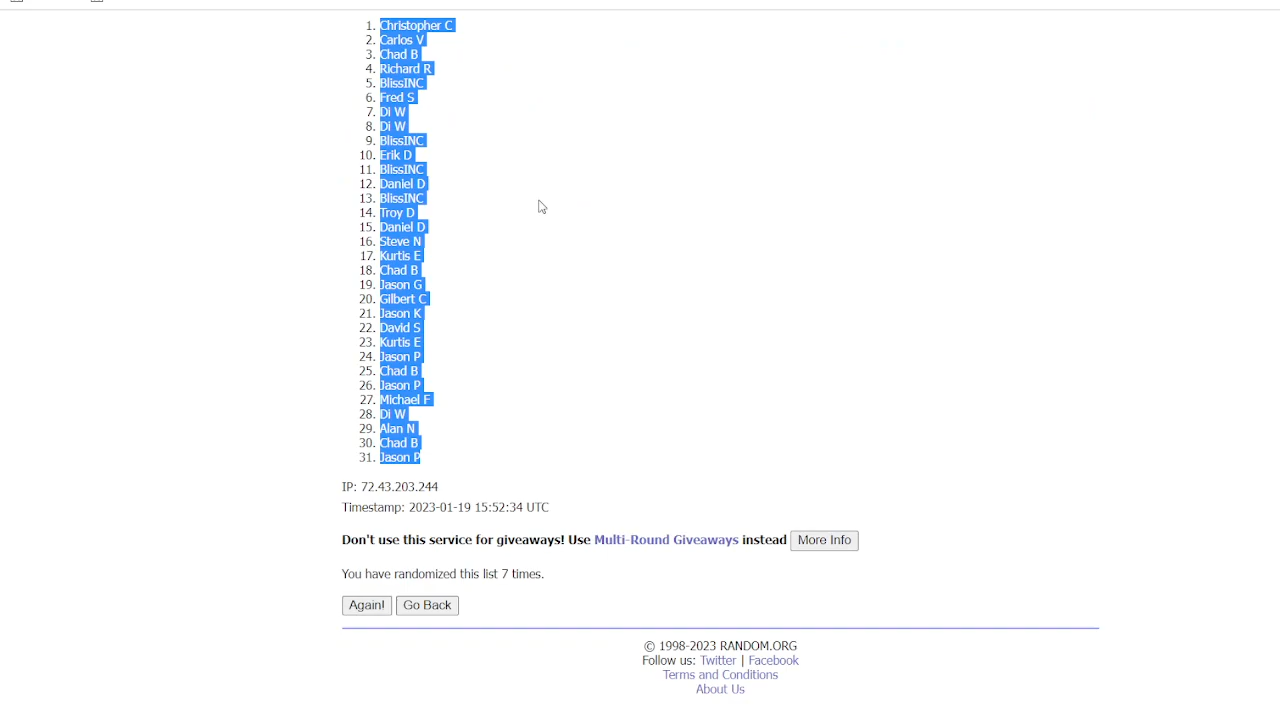 1. Christopher C
2. Carlos V
3. Chad B
4. Richard R
5. BlissINC
6. Fred S
7. Di W
8. Di W
9. BlissINC
10. Erik D
11. BlissINC
12. Daniel D
13. BlissINC
14. Troy D
15. Daniel D
16. Steve N
17. Kurtis E
18. Chad B
19. Jason G
20. Gilbert C
21. Jason K
22. David S
23. Kurtis E
24. Jason P
25. Chad B
26. Jason P
27. Michael F
28. Di W
29. Alan N
30. Chad B
31. Jason P
IP: 72.43.203.244
Timestamp: 2023-01-19 15:52:34 UTC
Don't use this service for giveaways! Use Multi-Round Giveaways instead More Info
You have randomized this list 7 times.
Again! Go Back
© 1998-2023 RANDOM.ORG
Follow us: Twitter | Facebook
Terms and Conditions
About Us